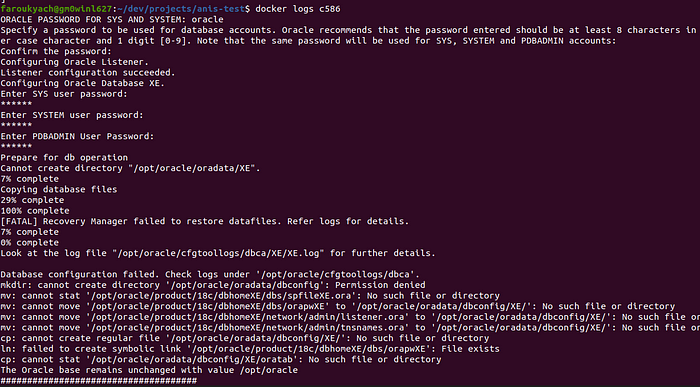 ]
faroukyach@gm0winl627:~/dev/projects/anis-test$ docker logs c586
ORACLE PASSWORD FOR SYS AND SYSTEM: oracle
Specify a password to be used for database accounts. Oracle recommends that the password entered should be at least 8 characters in
er case character and 1 digit [0-9]. Note that the same password will be used for SYS, SYSTEM and PDBADMIN accounts:
Confirm the password:
Configuring Oracle Listener.
Listener configuration succeeded.
Configuring Oracle Database XE.
Enter SYS user password:
******
Enter SYSTEM user password:
******
Enter PDBADMIN User Password:
******
Prepare for db operation
Cannot create directory "/opt/oracle/oradata/XE".
7% complete
Copying database files
29% complete
100% complete
[FATAL] Recovery Manager failed to restore datafiles. Refer logs for details.
7% complete
0% complete
Look at the log file "/opt/oracle/cfgtoollogs/dbca/XE/XE.log" for further details.
Database configuration failed. Check logs under '/opt/oracle/cfgtoollogs/dbca'.
mkdir: cannot create directory '/opt/oracle/oradata/dbconfig': Permission denied
mv: cannot stat '/opt/oracle/product/18c/dbhomeXE/dbs/spfileXE.ora': No such file or directory
mv: cannot move '/opt/oracle/product/18c/dbhomeXE/dbs/orapwXE' to '/opt/oracle/oradata/dbconfig/XE/': No such file or directory
mv: cannot move '/opt/oracle/product/18c/dbhomeXE/network/admin/listener.ora' to '/opt/oracle/oradata/dbconfig/XE/': No such file or
mv: cannot move '/opt/oracle/product/18c/dbhomeXE/network/admin/tnsnames.ora' to '/opt/oracle/oradata/dbconfig/XE/': No such file or
cp: cannot create regular file '/opt/oracle/oradata/dbconfig/XE/': No such file or directory
ln: failed to create symbolic link '/opt/oracle/product/18c/dbhomeXE/dbs/orapwXE': File exists
cp: cannot stat '/opt/oracle/oradata/dbconfig/XE/oratab': No such file or directory
The Oracle base remains unchanged with value /opt/oracle
#####################################